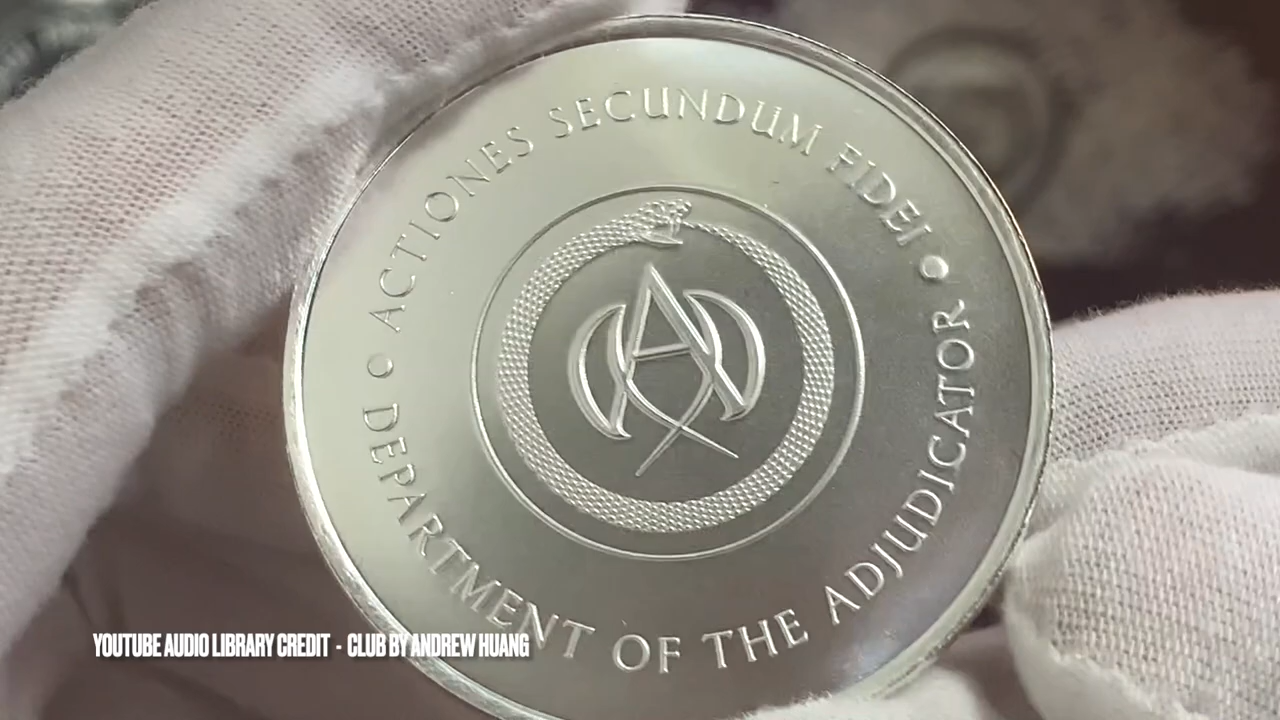 ACTIONES SECUNDUM FIDEI
DEPARTMENT OF THE ADJUDICATOR
YOUTUBE AUDIO LIBRARY CREDIT - CLUB BY ANDREW HUANG